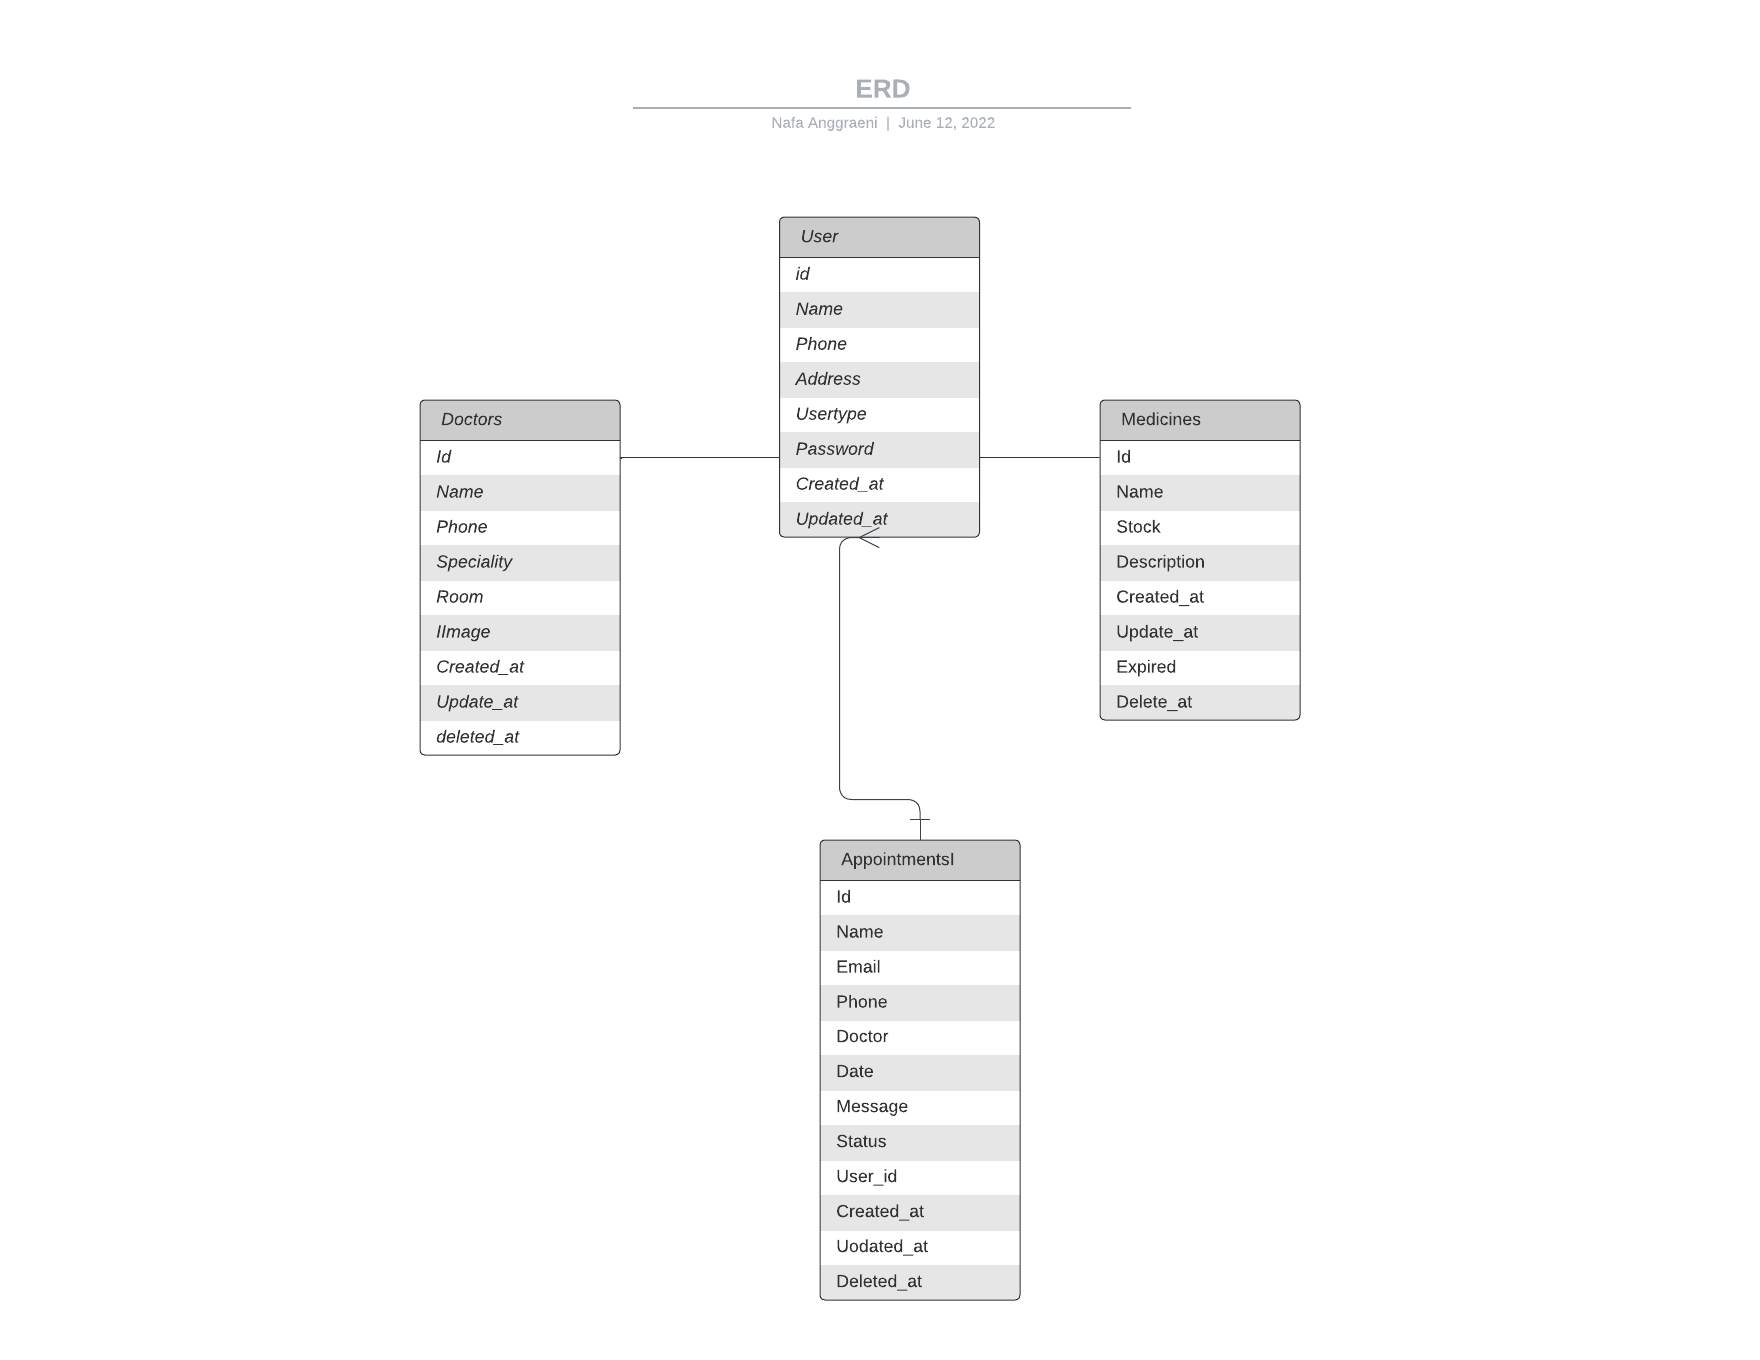 ERD
Nafa Anggraeni | June 12, 2022
User
id
Name
Phone
Address
Usertype
Password
Created_at
Updated_at
Doctors
Id
Name
Phone
Speciality
Room
IImage
Created_at
Update_at
deleted_at
Medicines
Id
Name
Stock
Description
Created_at
Update_at
Expired
Delete_at
AppointmentsI
Id
Name
Email
Phone
Doctor
Date
Message
Status
User_id
Created_at
Uodated_at
Deleted_at